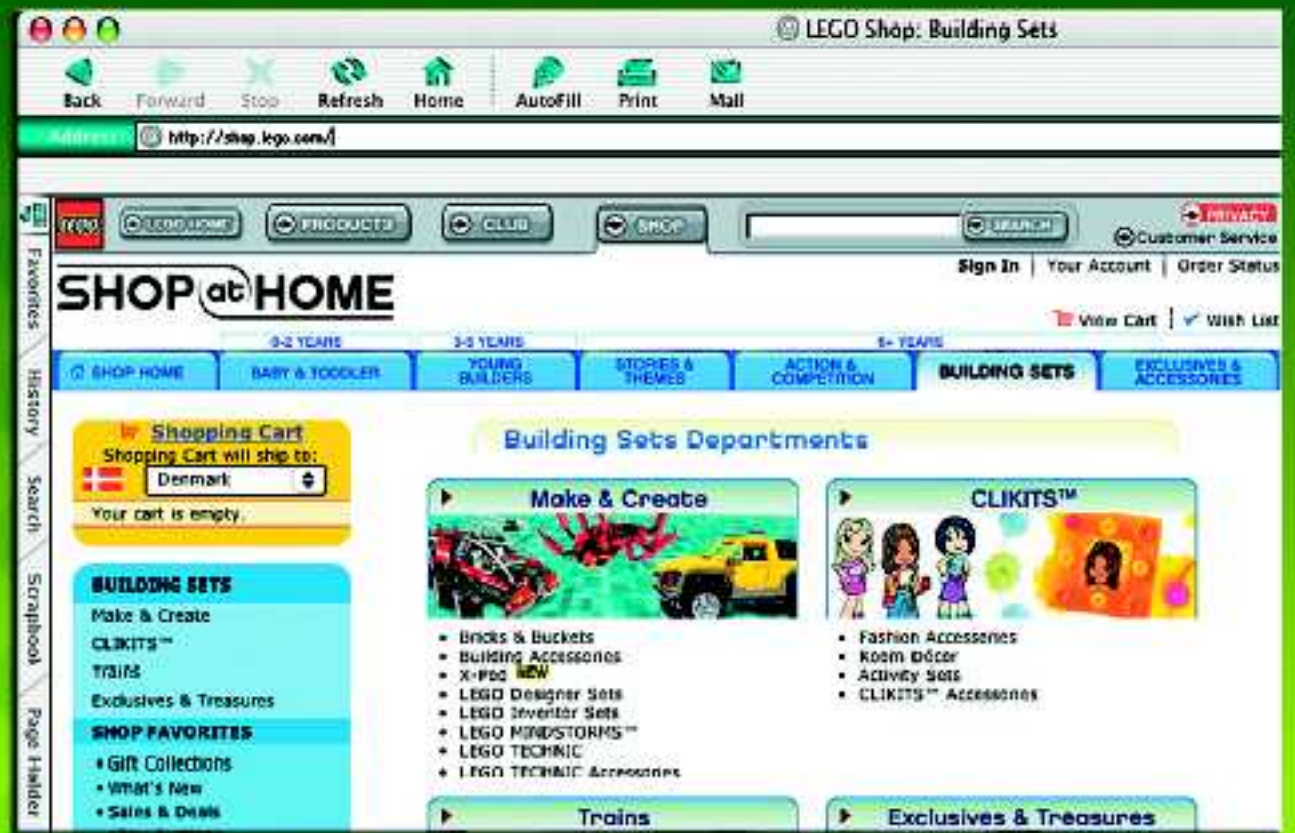 LEGO Shop: Building Sets
Back Forward Stop Refresh Home AutoFill Print Mail
Address http://shop.lego.com/
LEGO HOME PRODUCTS CLUB SHOP SEARCH PRIVACY
Customer Service
Sign In | Your Account | Order Status
SHOP at HOME
View Cart | Wish List
0-2 YEARS 3-5 YEARS 6+ YEARS
SHOP HOME BABY & TODDLER YOUNG BUILDERS STORIES & THEMES ACTION & COMPETITION BUILDING SETS EXCLUSIVES & ACCESSORIES
Favorites
History
Search
Scrapbook
Page Holder
Shopping Cart
Shopping Cart will ship to:
Denmark
Your cart is empty.
BUILDING SETS
Make & Create
CLIKITS™
Trains
Exclusives & Treasures
SHOP FAVORITES
• Gift Collections
• What's New
• Sales & Deals
Building Sets Departments
Make & Create
• Bricks & Buckets
• Building Accessories
• X-Pod NEW
• LEGO Designer Sets
• LEGO Inventor Sets
• LEGO MINDSTORMS™
• LEGO TECHNIC
• LEGO TECHNIC Accessories
CLIKITS™
• Fashion Accessories
• Room Décor
• Activity Sets
• CLIKITS™ Accessories
Trains
Exclusives & Treasures